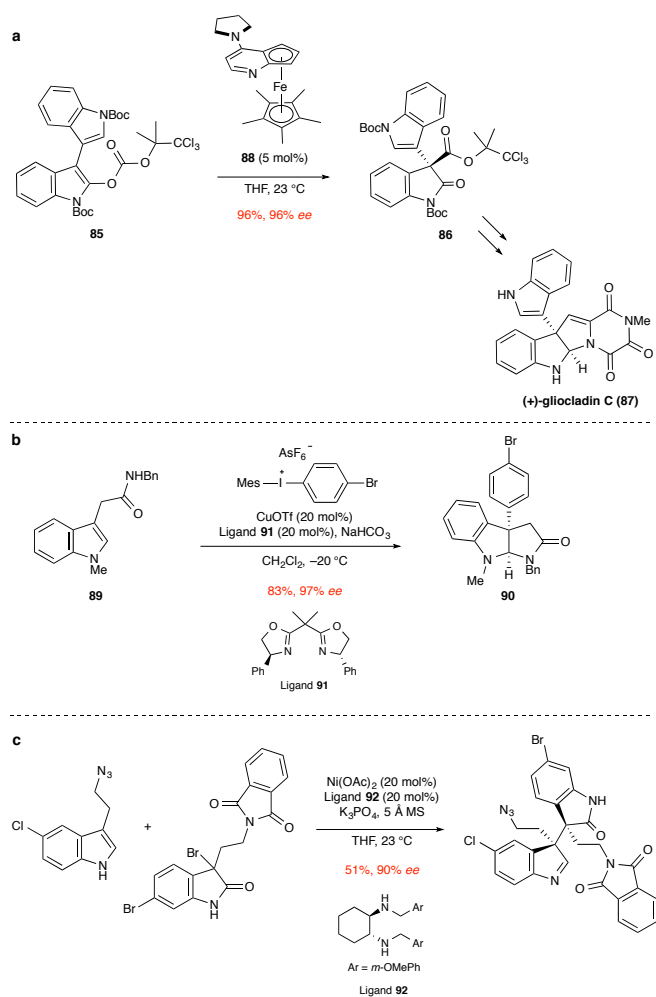 a
N
N
Fe
NBoc
O
O
O
CCl3
N
Boc
85
88 (5 mol%)
THF, 23 °C
96%, 96% ee
BocN
O
O
CCl3
O
N
Boc
86
HN
O
NMe
N
O
N
H
H
O
(+)-gliocladin C (87)
b
NHBn
O
N
Me
89
AsF6–
Mes
I+
Br
CuOTf (20 mol%)
Ligand 91 (20 mol%), NaHCO3
CH2Cl2, –20 °C
83%, 97% ee
O
O
N
N
Ph
Ph
Ligand 91
Br
O
N
Me
H
N
Bn
90
c
N3
Cl
N
H
+
O
N
O
Br
Br
O
N
H
Ni(OAc)2 (20 mol%)
Ligand 92 (20 mol%)
K3PO4, 5 Å MS
THF, 23 °C
51%, 90% ee
H
N
Ar
N
H
Ar
Ar = m-OMePh
Ligand 92
Br
N3
NH
O
Cl
N
N
O
O